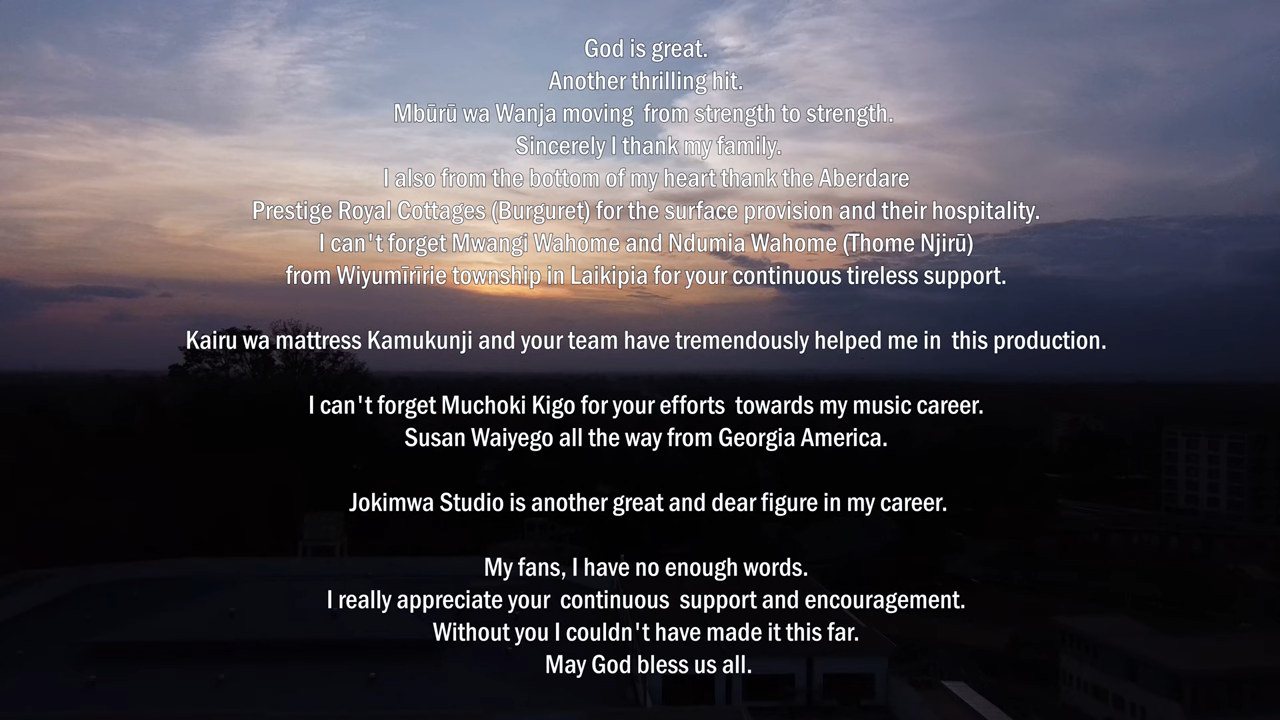 God is great.
Another thrilling hit.
Mbūrū wa Wanja moving  from strength to strength.
Sincerely I thank my family.
I also from the bottom of my heart thank the Aberdare
Prestige Royal Cottages (Burguret) for the surface provision and their hospitality.
I can't forget Mwangi Wahome and Ndumia Wahome (Thome Njirū)
from Wiyumīrīrie township in Laikipia for your continuous tireless support.
Kairu wa mattress Kamukunji and your team have tremendously helped me in  this production.
I can't forget Muchoki Kigo for your efforts  towards my music career.
Susan Waiyego all the way from Georgia America.
Jokimwa Studio is another great and dear figure in my career.
My fans, I have no enough words.
I really appreciate your  continuous  support and encouragement.
Without you I couldn't have made it this far.
May God bless us all.